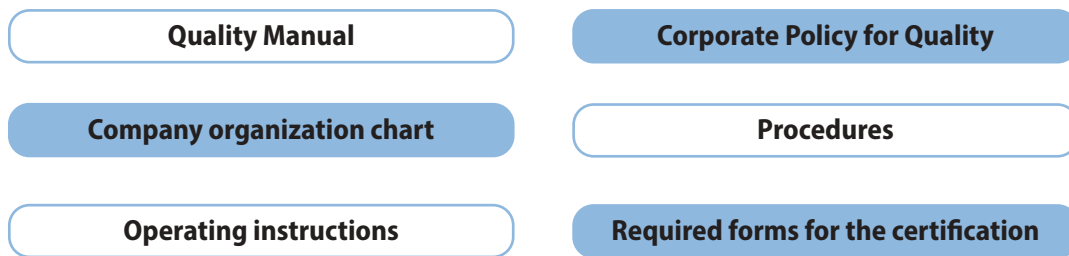 Quality Manual
Corporate Policy for Quality
Company organization chart
Procedures
Operating instructions
Required forms for the certification